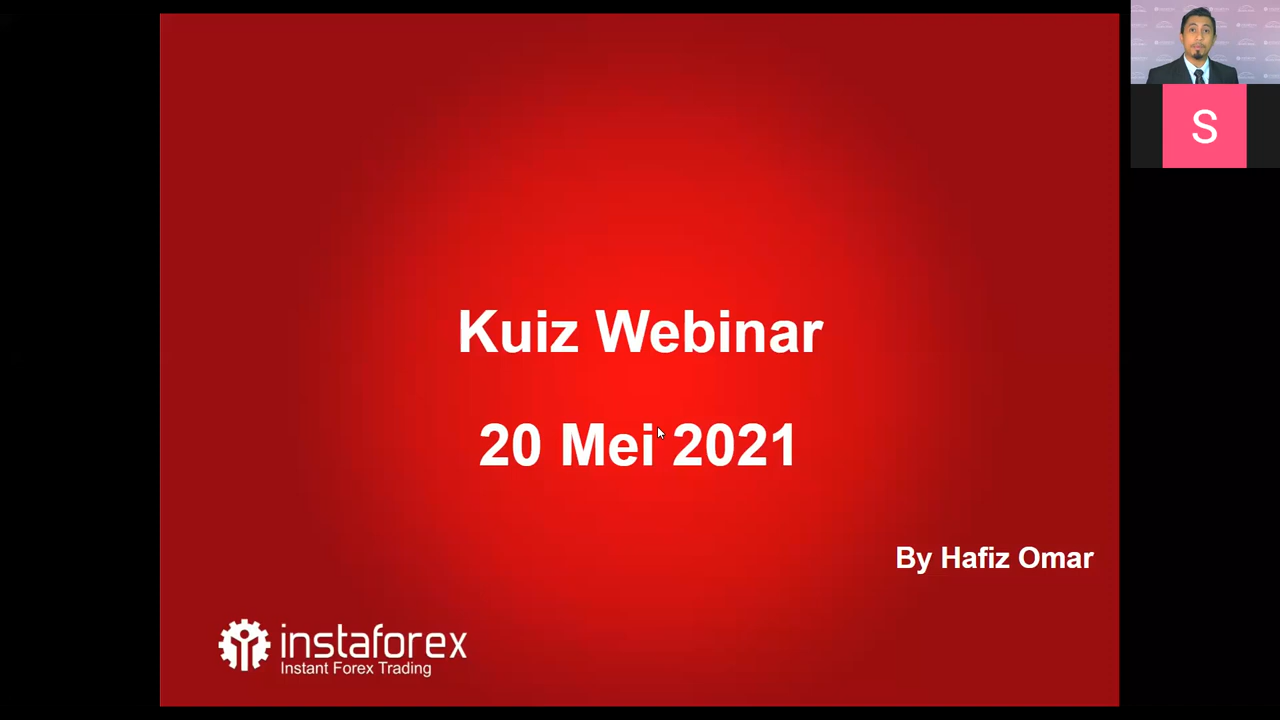 Kuiz Webinar
20 Mei 2021
By Hafiz Omar
instaforex
Instant Forex Trading
S